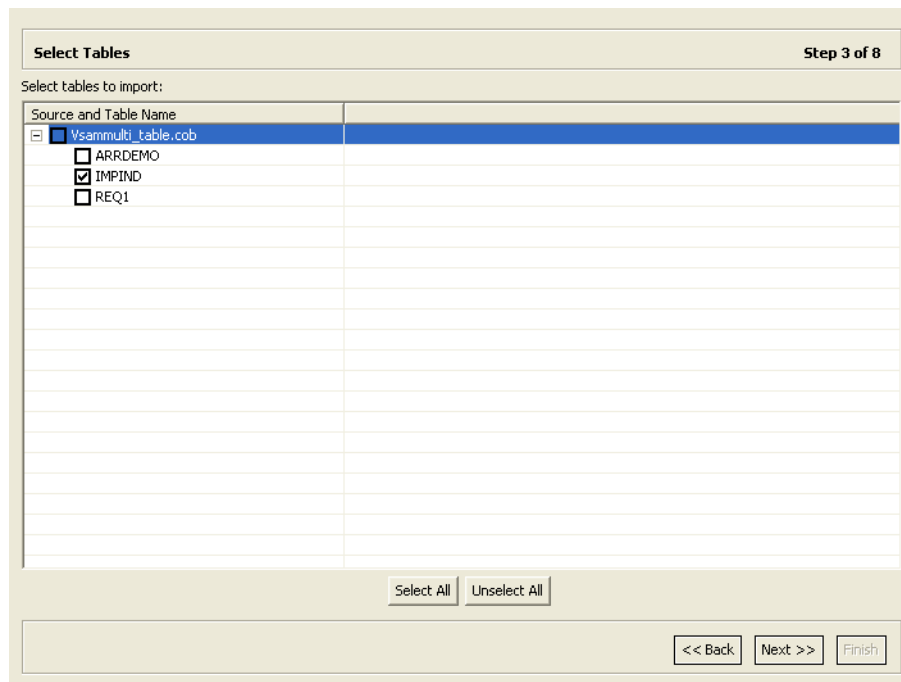 Select Tables Step 3 of 8
Select tables to import:
Source and Table Name
Vsammulti_table.cob
ARRDEMO
IMPIND
REQ1
Select All Unselect All
<< Back Next >> Finish